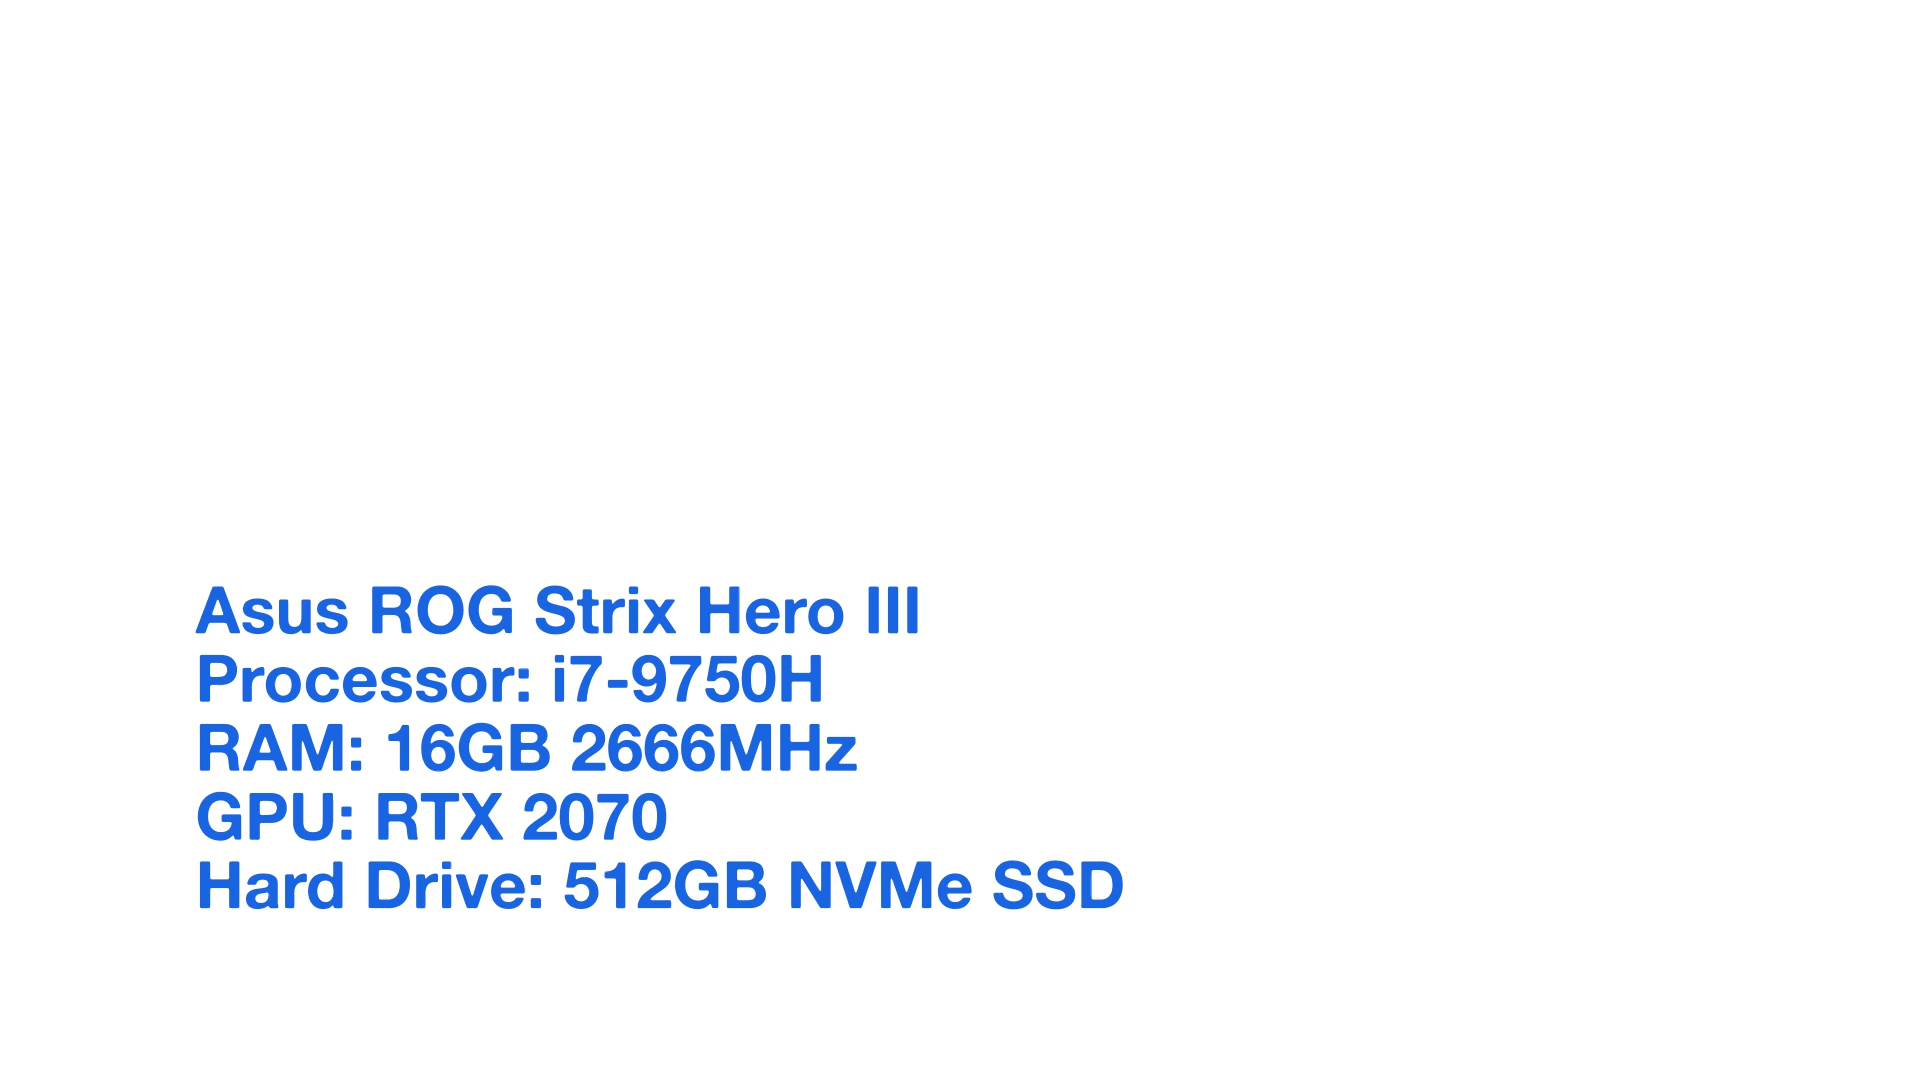 Asus ROG Strix Hero III
Processor: i7-9750H
RAM: 16GB 2666MHz
GPU: RTX 2070
Hard Drive: 512GB NVMe SSD